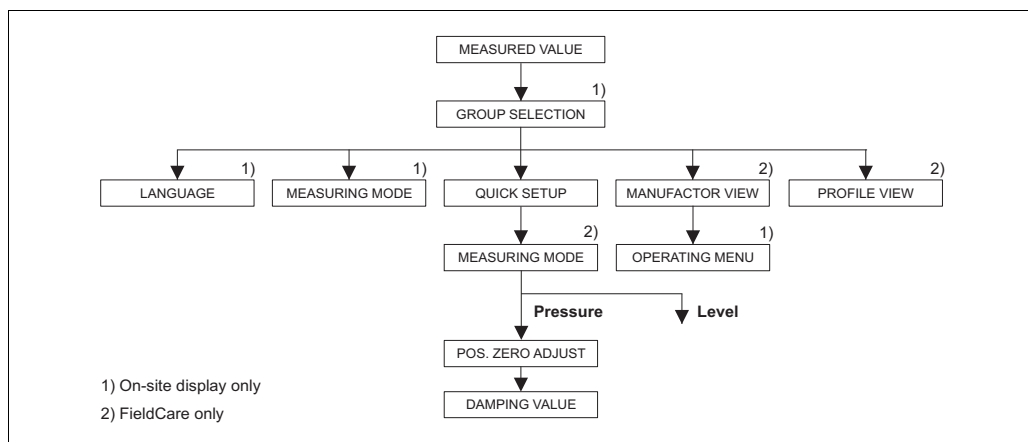 MEASURED VALUE
1)
GROUP SELECTION
1)
1)
2)
2)
LANGUAGE
MEASURING MODE
QUICK SETUP
MANUFACTOR VIEW
PROFILE VIEW
2)
1)
MEASURING MODE
OPERATING MENU
Pressure
Level
POS. ZERO ADJUST
1) On-site display only
DAMPING VALUE
2) FieldCare only